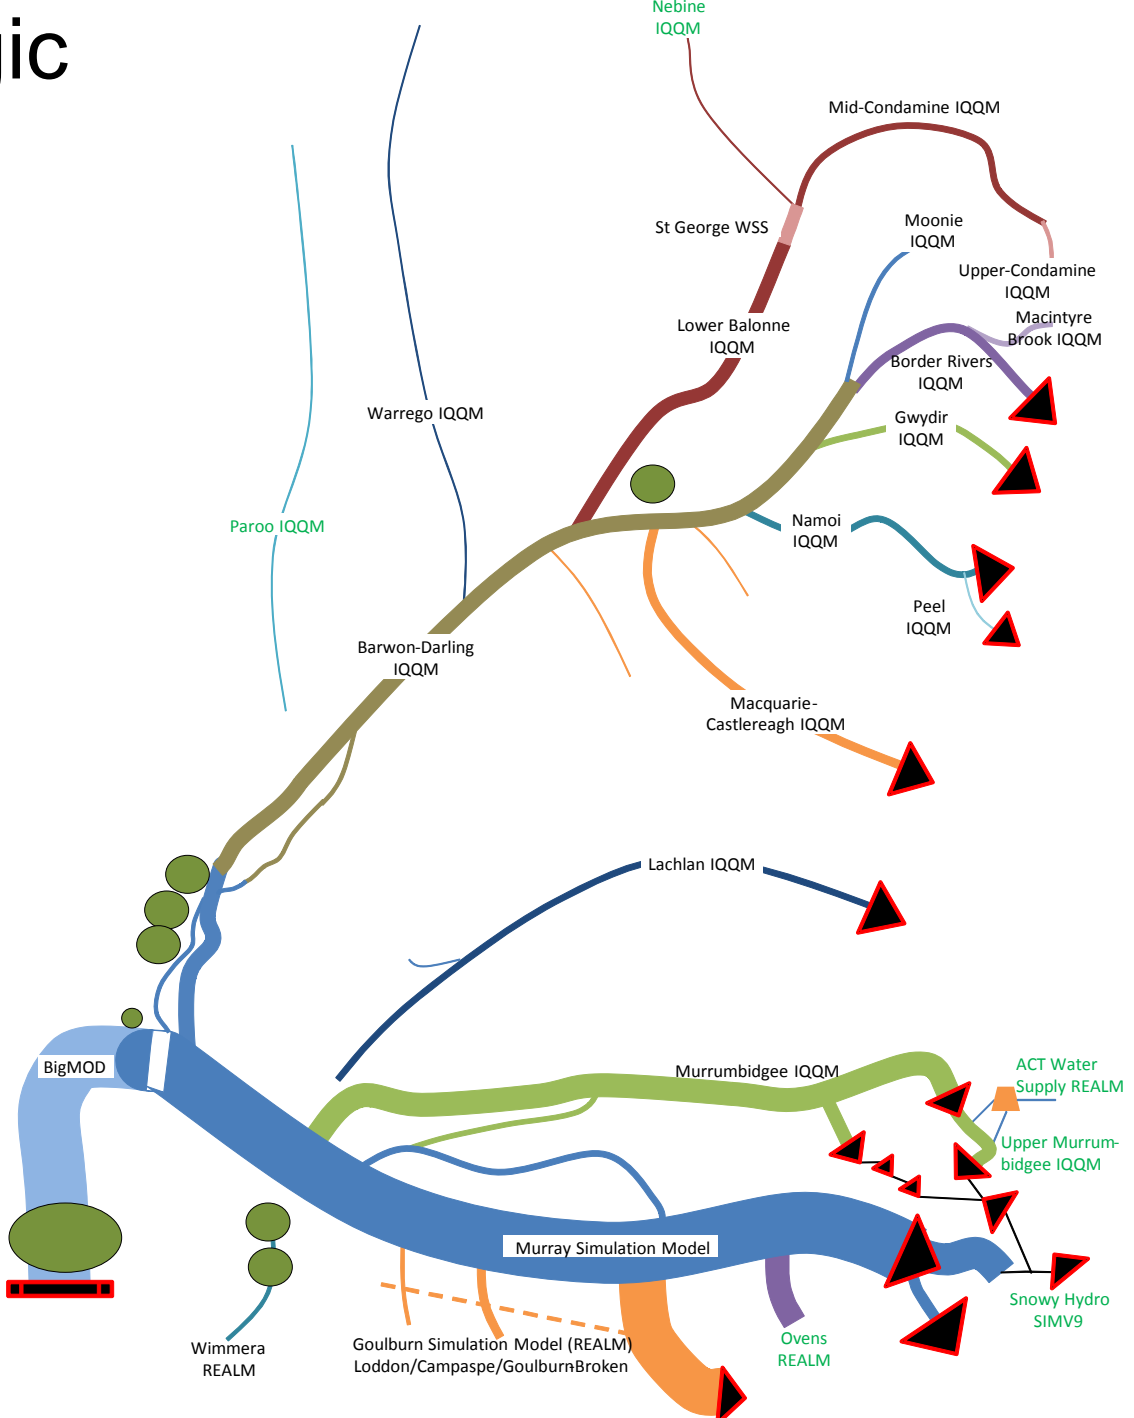 gic
Nebine
IQQM
Mid-Condamine IQQM
St George WSS
Moonie
IQQM
Upper-Condamine
IQQM
Macintyre
Brook IQQM
Lower Balonne
IQQM
Border Rivers
IQQM
Warrego IQQM
Gwydir
IQQM
Paroo IQQM
Namoi
IQQM
Peel
IQQM
Barwon-Darling
IQQM
Macquarie-
Castlereagh IQQM
Lachlan IQQM
BigMOD
Murrumbidgee IQQM
ACT Water
Supply REALM
Upper Murrum-
bidgee IQQM
Murray Simulation Model
Snowy Hydro
SIMV9
Wimmera
REALM
Goulburn Simulation Model (REALM)
Loddon/Campaspe/Goulburn-Broken
Ovens
REALM